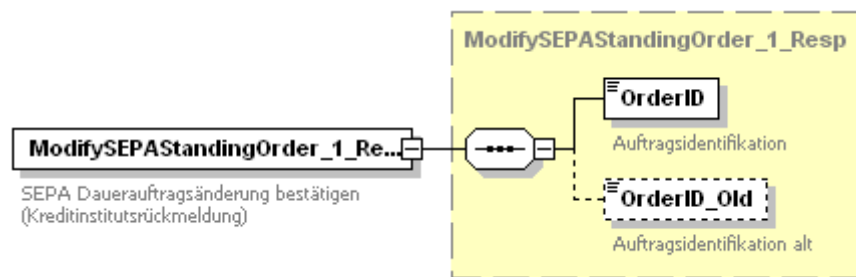 ModifySEPAStandingOrder_1_Resp
OrderID
Auftragsidentifikation
ModifySEPAStandingOrder_1_Re...
SEPA Dauerauftragsänderung bestätigen
(Kreditinstitutsrückmeldung)
OrderID_Old
Auftragsidentifikation alt